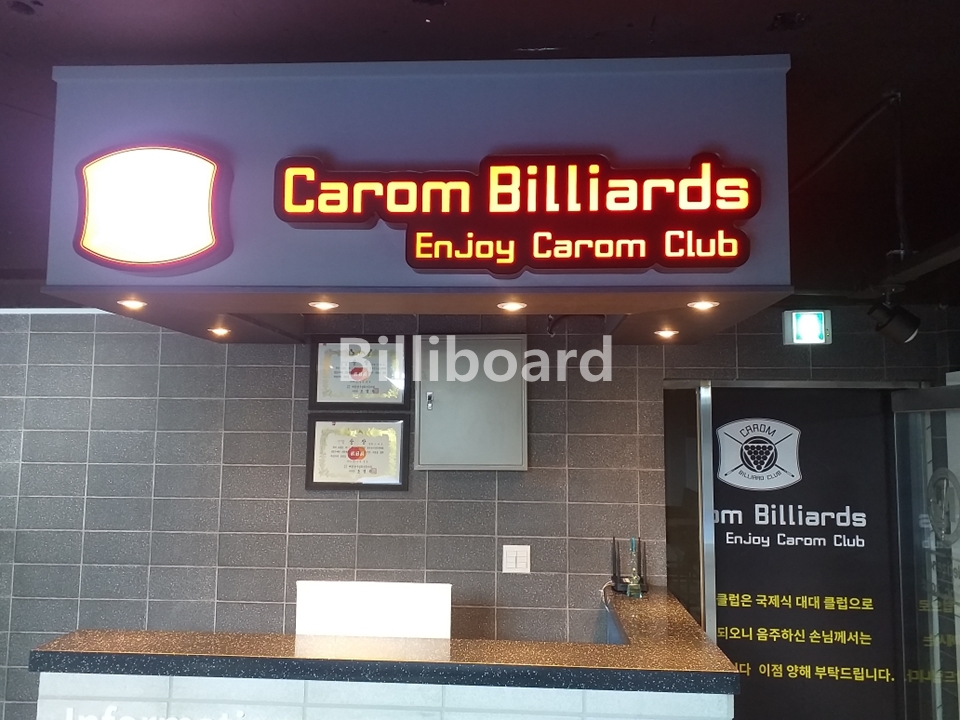 Carom Billiards
Enjoy Carom Club
Billiboard
CAROM
BILLIARD CLUB
om Billiards
Enjoy Carom Club
클럽은 국제식 대대 클럽으로
되오니 음주하신 손님께서는
다 이점 양해 부탁드립니다.
Informati